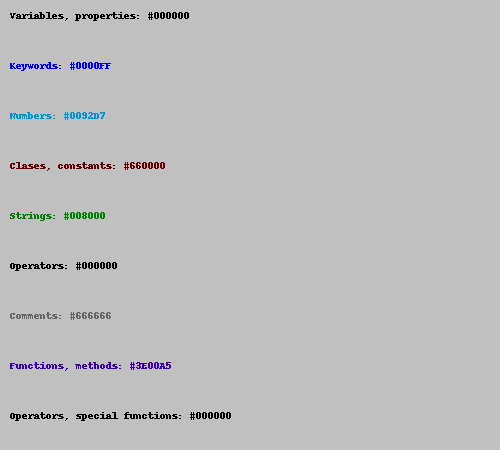 Variables, properties: #000000
Keywords: #0000FF
Numbers: #0092D7
Clases, constants: #660000
Strings: #008000
Operators: #000000
Comments: #666666
Functions, methods: #3E00A5
Operators, special functions: #000000